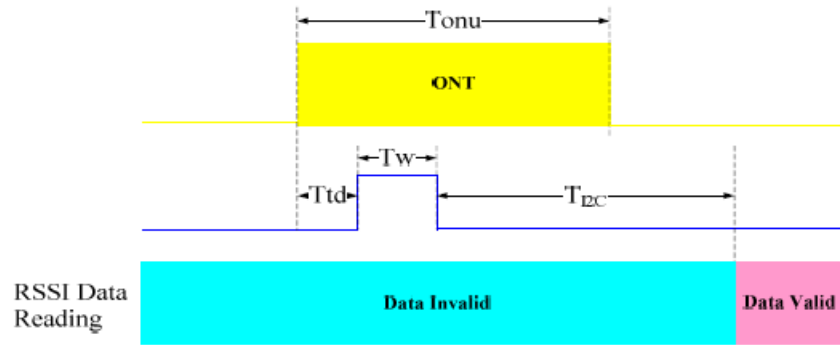 Tonu
ONT
Tw
Ttd
TI2C
RSSI Data
Reading
Data Invalid
Data Valid